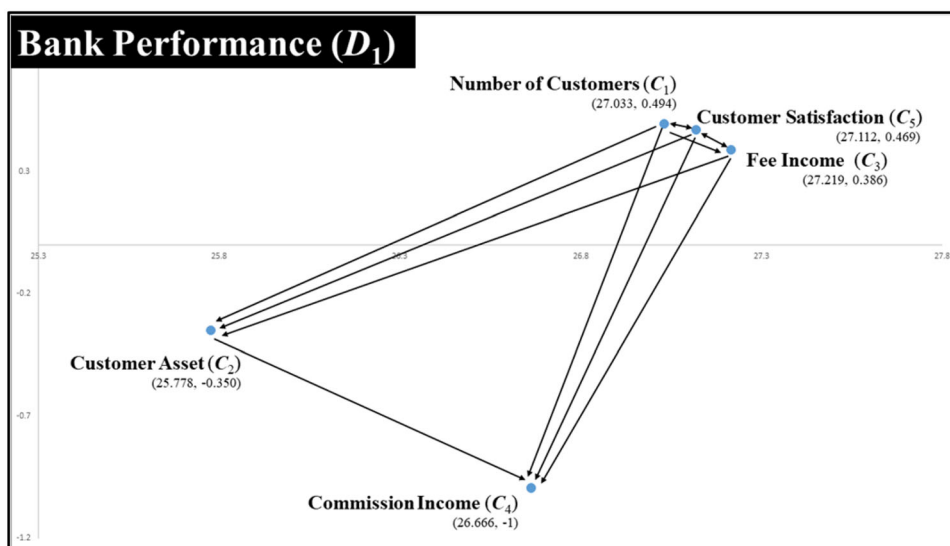 Bank Performance (D₁)
Number of Customers (C₁)
(27.033, 0.494)
Customer Satisfaction (C₅)
(27.112, 0.469)
Fee Income (C₃)
(27.219, 0.386)
0.3
25.3
25.8
26.3
26.8
27.3
27.8
-0.2
Customer Asset (C₂)
(25.778, -0.350)
-0.7
Commission Income (C₄)
(26.666, -1)
-1.2